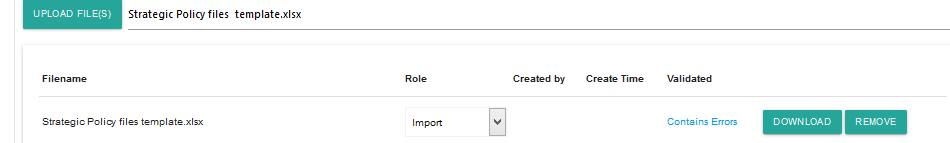 UPLOAD FILE(S) Strategic Policy files template.xlsx
Filename Role Created by Create Time Validated
Strategic Policy files template.xlsx Import Contains Errors DOWNLOAD REMOVE